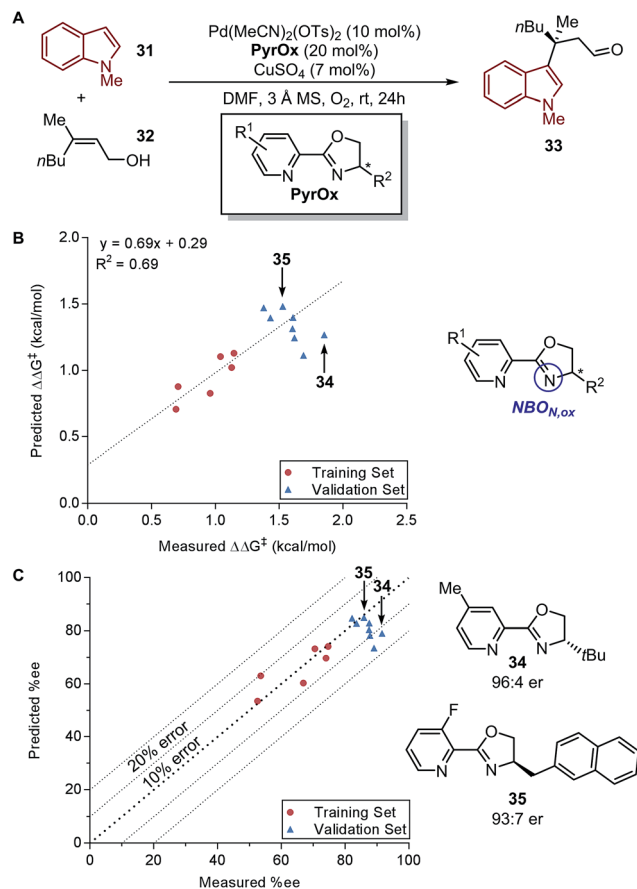 A
31
N
Me
+
Me
32
nBu
OH
Pd(MeCN)2(OTs)2 (10 mol%)
PyrOx (20 mol%)
CuSO4 (7 mol%)
DMF, 3 Å MS, O2, rt, 24h
R1
O
N
N
*
R2
PyrOx
Me
nBu
O
N
Me
33
B
y = 0.69x + 0.29
R2 = 0.69
35
34
2.0
1.5
1.0
0.5
0.0
Predicted ΔΔG‡ (kcal/mol)
Training Set
Validation Set
0.0
0.5
1.0
1.5
2.0
2.5
Measured ΔΔG‡ (kcal/mol)
R1
O
N
N
*
R2
NBON,ox
C
35
34
100
80
60
40
20
0
Predicted %ee
20% error
10% error
Training Set
Validation Set
0
20
40
60
80
100
Measured %ee
Me
O
N
N
tBu
34
96:4 er
F
O
N
N
35
93:7 er